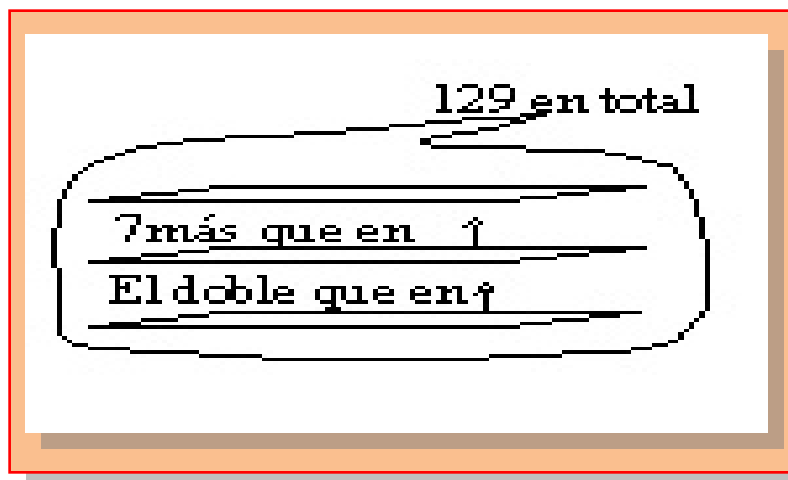 129 en total
7más que en ↑
El doble que en↑